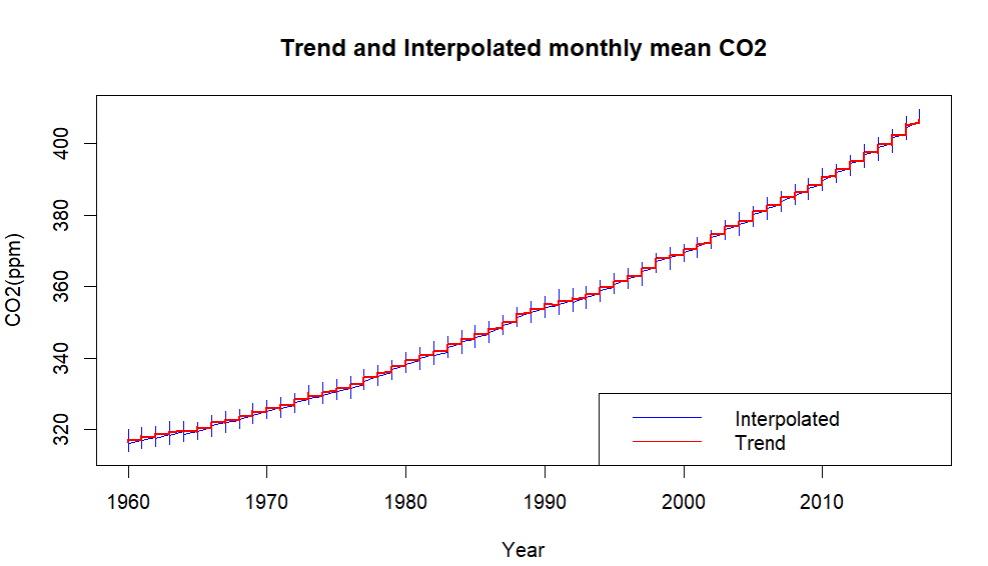 Trend and Interpolated monthly mean CO2
CO2(ppm)
400
380
360
340
320
Interpolated
Trend
1960 1970 1980 1990 2000 2010
Year